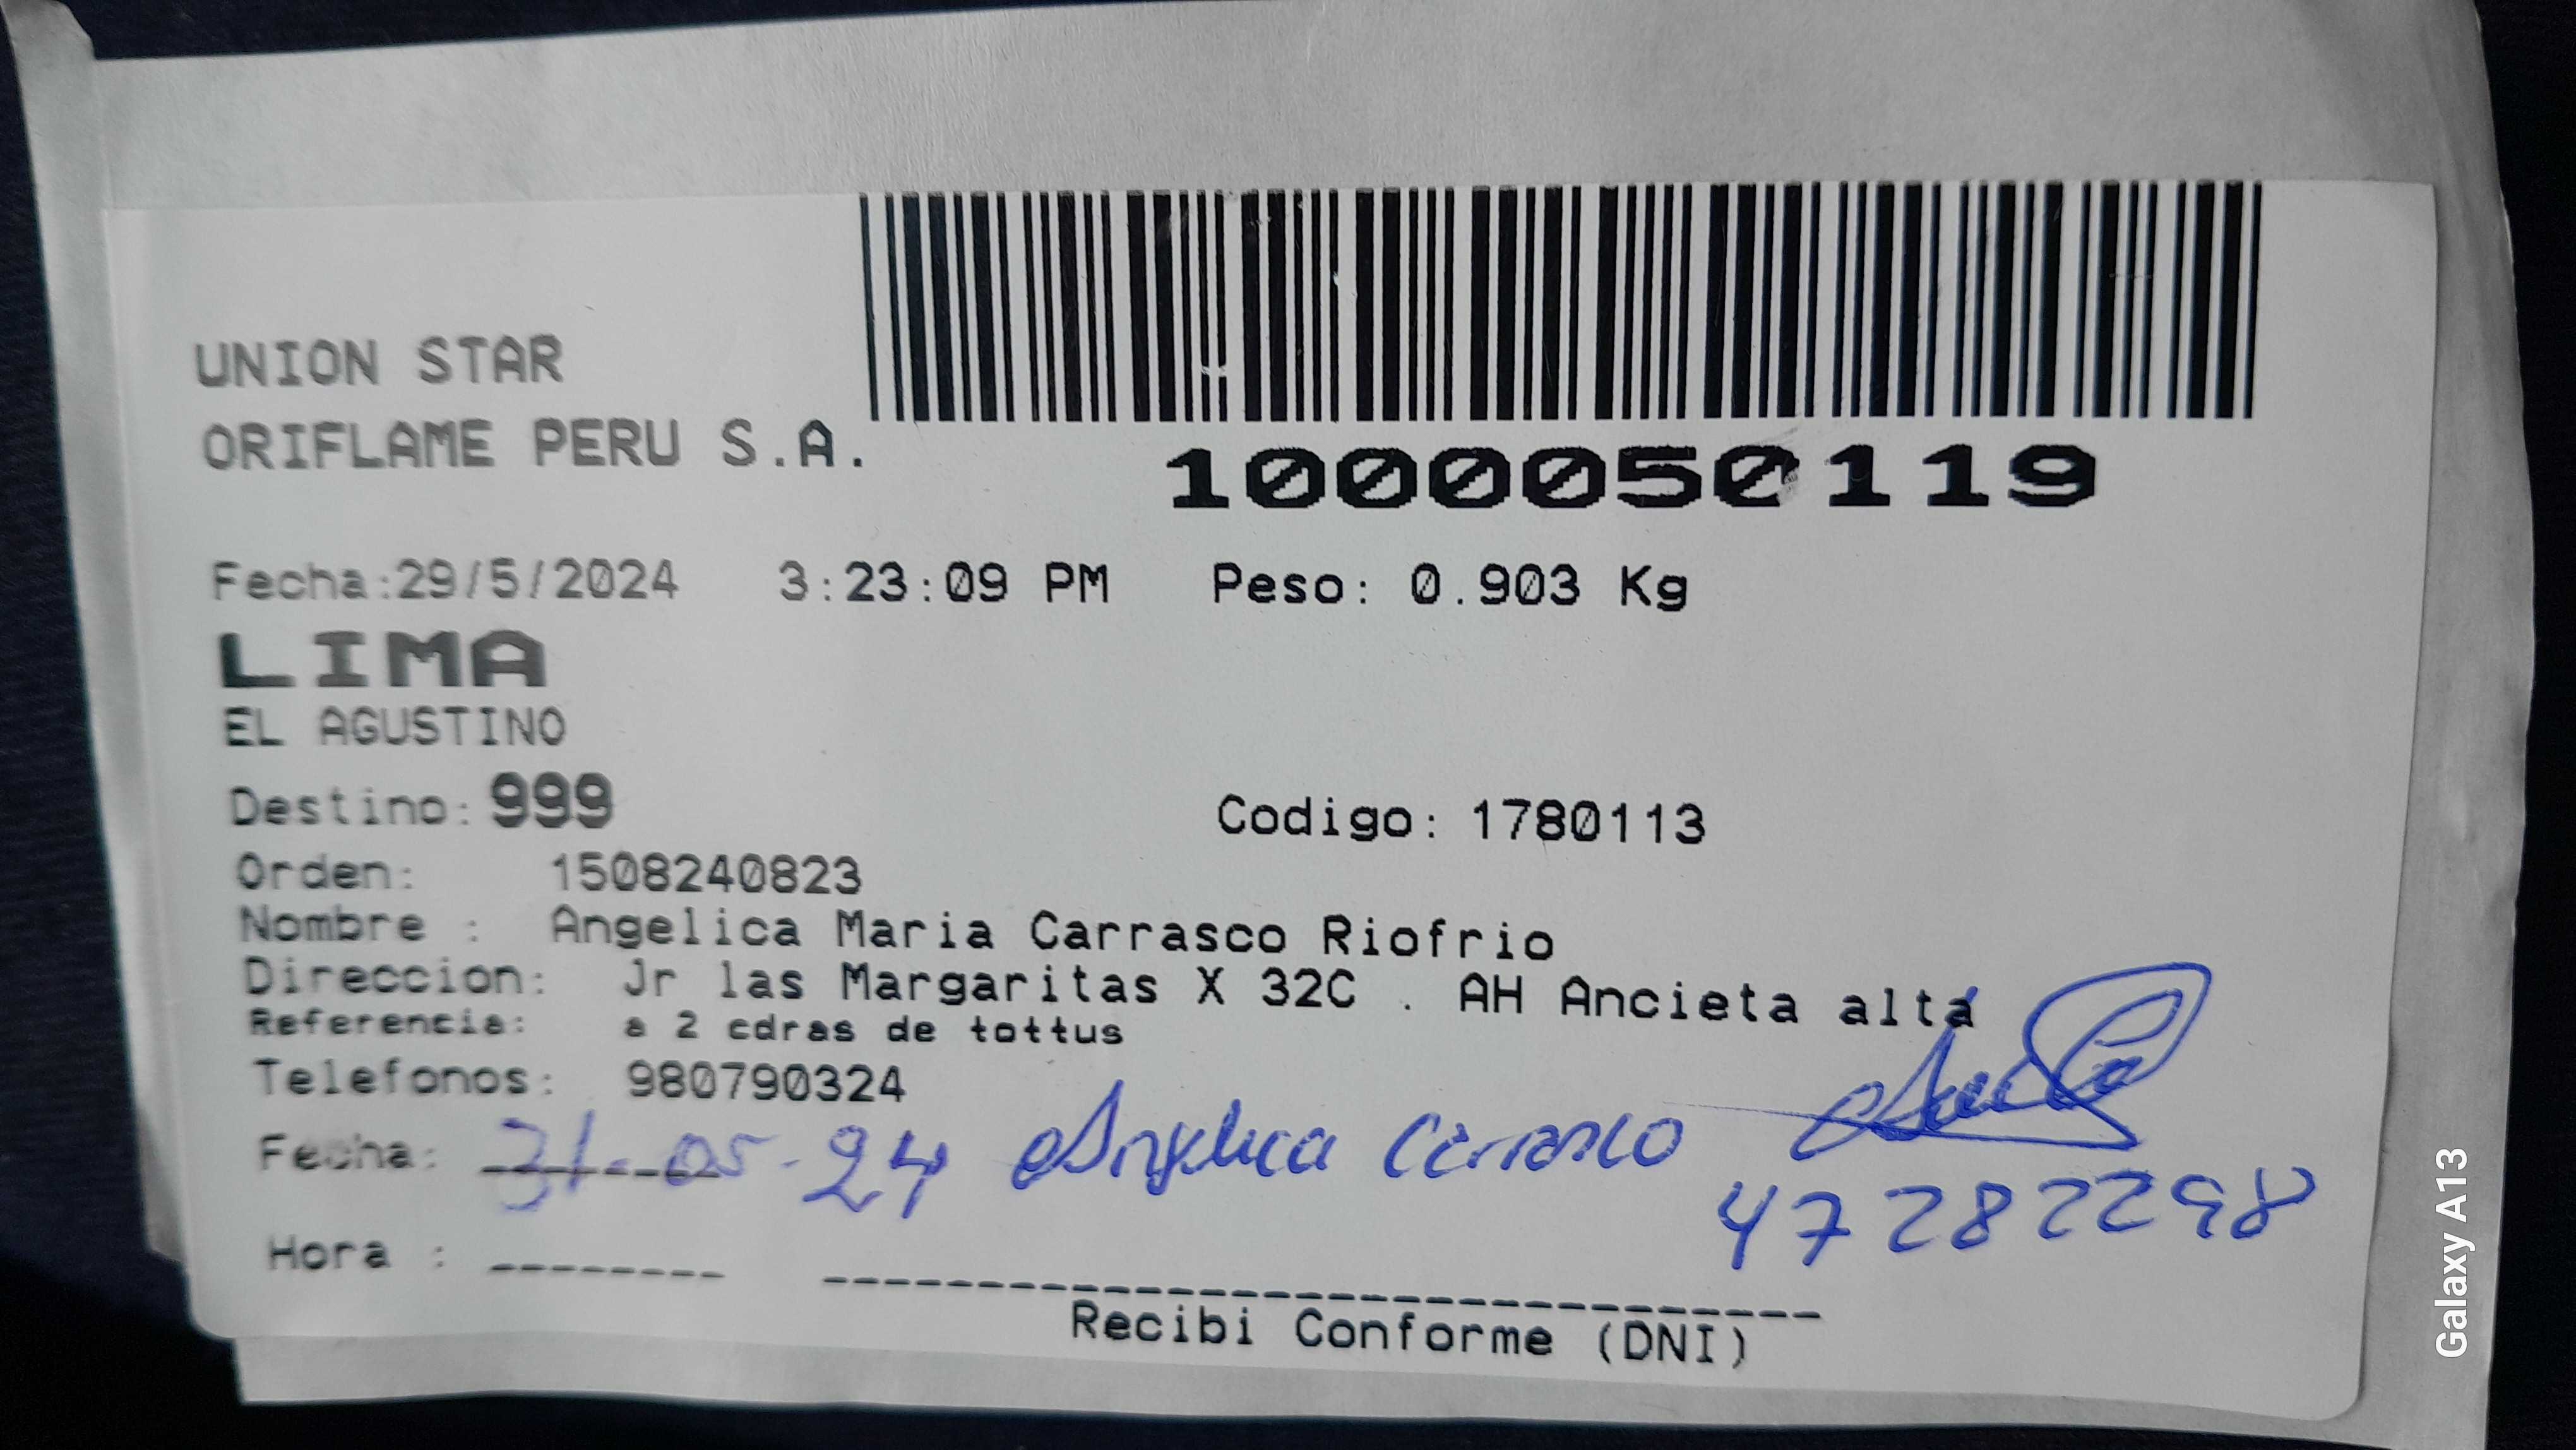 UNION STAR
ORIFLAME PERU S.A.
1000050119
Fecha:29/5/2024 3:23:09 PM Peso: 0.903 Kg
LIMA
EL AGUSTINO
Destino: 999 Codigo: 1780113
Orden: 1508240823
Nombre : Angelica Maria Carrasco Riofrio
Direccion: Jr las Margaritas X 32C . AH Ancieta alta
Referencia: a 2 cdras de tottus
Telefonos: 980790324
Fecha: 31-05-24 Angelica Carrasco
47282298
Hora :
Recibi Conforme (DNI)
Galaxy A13